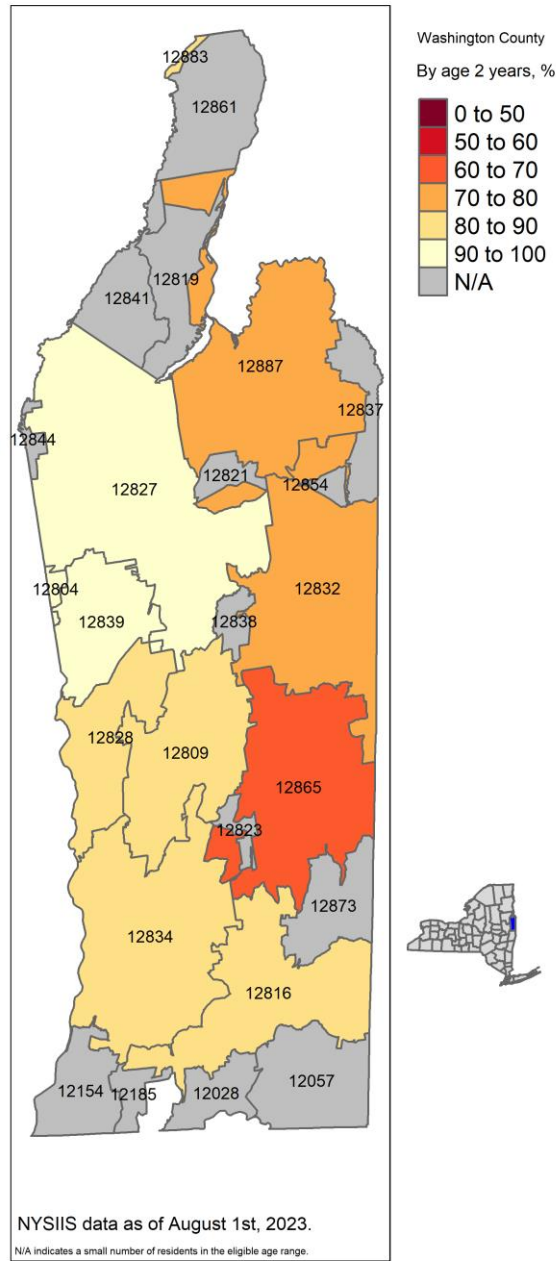 Washington County
By age 2 years, %
0 to 50
50 to 60
60 to 70
70 to 80
80 to 90
90 to 100
N/A
12883
12861
12819
12841
12887
12837
12844
12821
12854
12827
12832
12804
12839
12838
12828
12809
12865
12823
12873
12834
12816
12154
12185
12028
12057
NYSIIS data as of August 1st, 2023.
N/A indicates a small number of residents in the eligible age range.